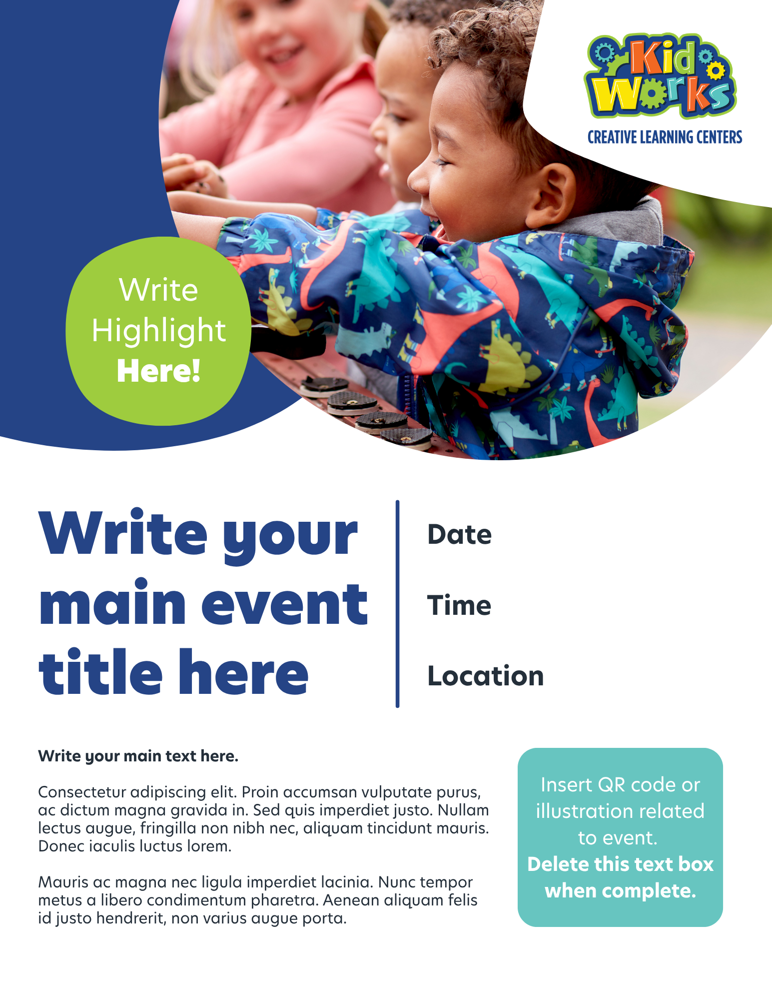 Kid
Works
CREATIVE LEARNING CENTERS
Write
Highlight
Here!
Write your
main event
title here
Date
Time
Location
Write your main text here.
Consectetur adipiscing elit. Proin accumsan vulputate purus,
ac dictum magna gravida in. Sed quis imperdiet justo. Nullam
lectus augue, fringilla non nibh nec, aliquam tincidunt mauris.
Donec iaculis luctus lorem.
Mauris ac magna nec ligula imperdiet lacinia. Nunc tempor
metus a libero condimentum pharetra. Aenean aliquam felis
id justo hendrerit, non varius augue porta.
Insert QR code or
illustration related
to event.
Delete this text box
when complete.